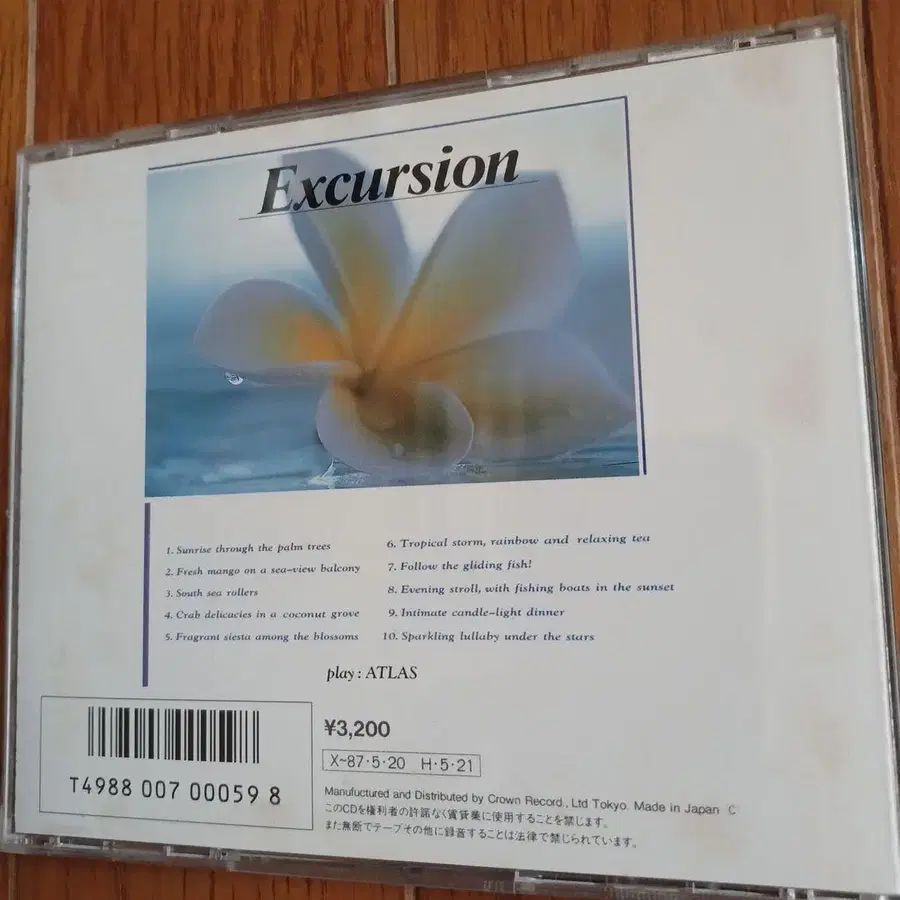 Excursion
1. Sunrise through the palm trees
2. Fresh mango on a sea-view balcony
3. South sea rollers
4. Crab delicacies in a coconut grove
5. Fragrant siesta among the blossoms
6. Tropical storm, rainbow and relaxing tea
7. Follow the gliding fish!
8. Evening stroll, with fishing boats in the sunset
9. Intimate candle-light dinner
10. Sparkling lullaby under the stars
play : ATLAS
T4988 007 00059 8
¥3,200
X~87·5·20 H·5·21
Manufuctured and Distributed by Crown Record., Ltd Tokyo. Made in Japan C
このCDを権利者の許諾なく賃貸業に使用することを禁じます。
また無断でテープその他に録音することは法律で禁じられています。